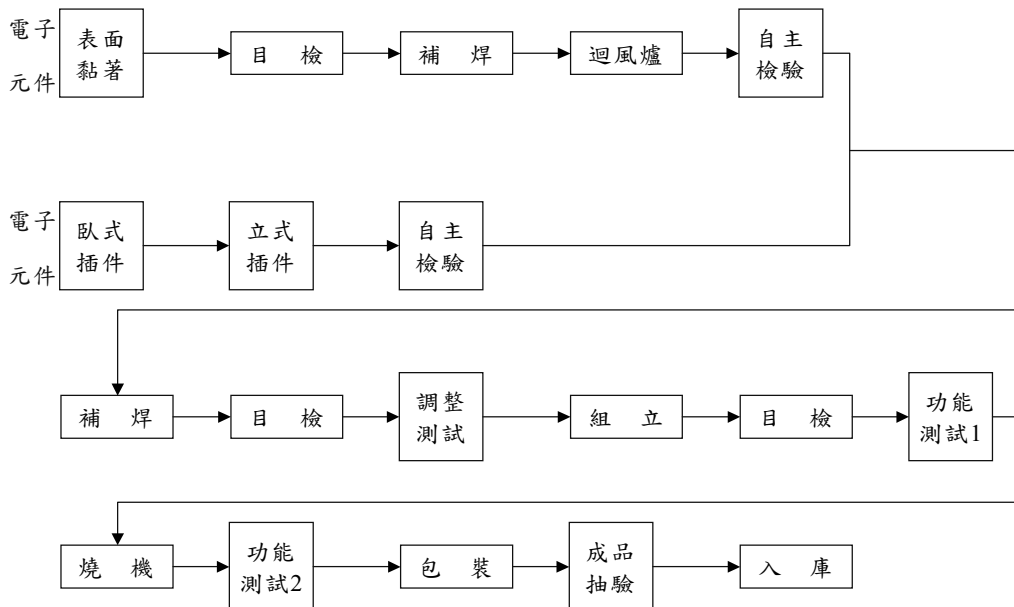 電子
元件
表面
黏著
目 檢
補 焊
迴風爐
自主
檢驗
電子
元件
臥式
插件
立式
插件
自主
檢驗
補 焊
目 檢
調整
測試
組 立
目 檢
功能
測試1
燒 機
功能
測試2
包 裝
成品
抽驗
入 庫